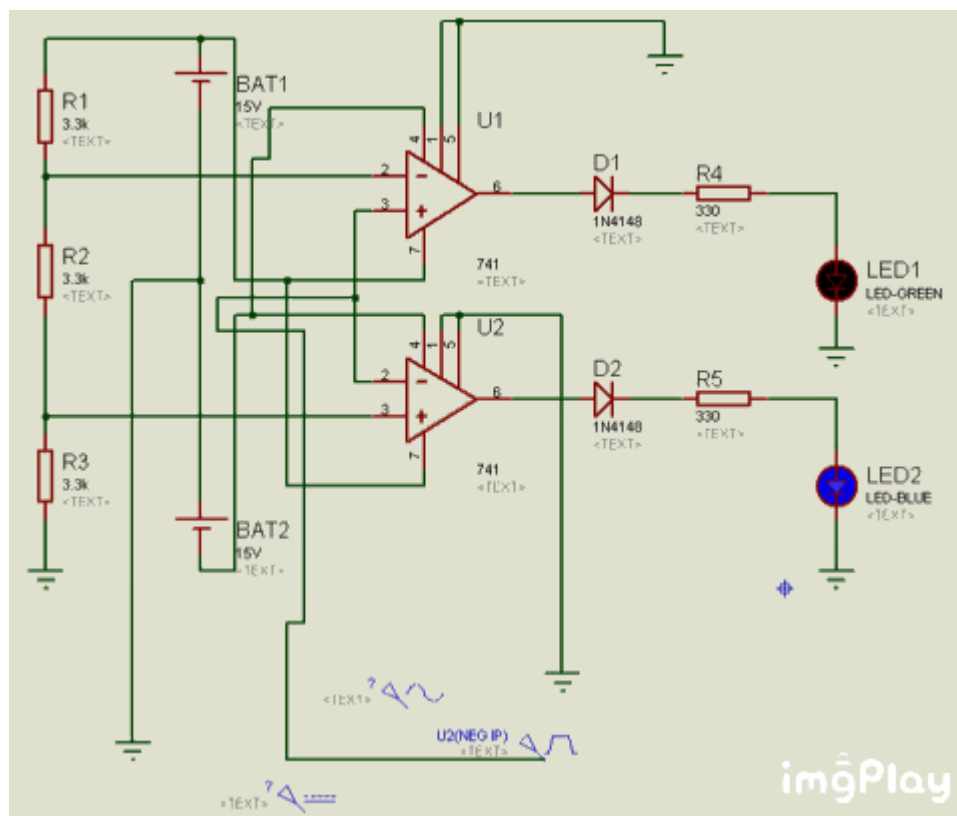 BAT1
15V
<TEXT>
R1
3.3k
<TEXT>
U1
4
1
5
2
3
6
7
741
<TEXT>
D1
1N4148
<TEXT>
R4
330
<TEXT>
LED1
LED-GREEN
<TEXT>
R2
3.3k
<TEXT>
U2
4
1
5
2
3
6
7
741
<TEXT>
D2
1N4148
<TEXT>
R5
330
<TEXT>
LED2
LED-BLUE
<TEXT>
R3
3.3k
<TEXT>
BAT2
15V
<TEXT>
?
<TEXT>
U2(NEG IP)
<TEXT>
?
<TEXT>
imgPlay